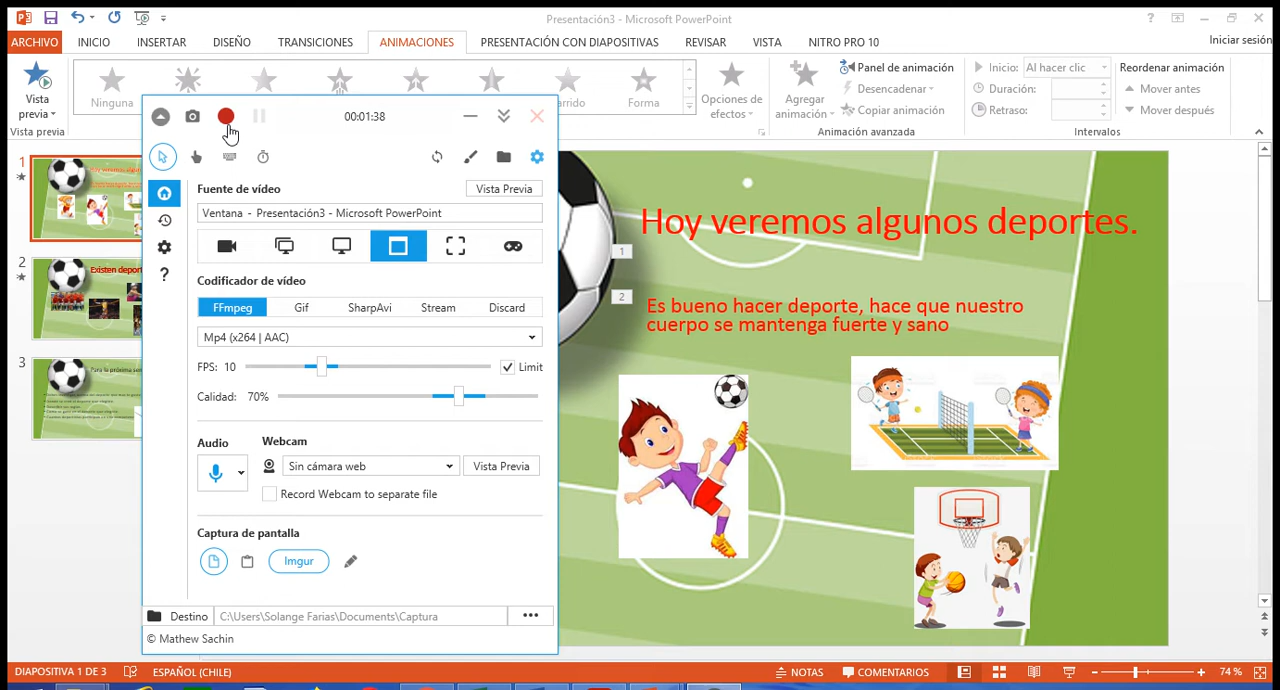 Presentación3 - Microsoft PowerPoint
ARCHIVO INICIO INSERTAR DISEÑO TRANSICIONES ANIMACIONES PRESENTACIÓN CON DIAPOSITIVAS REVISAR VISTA NITRO PRO 10
Iniciar sesión
Vista previa
Vista previa
Ninguna
Forma
Opciones de efectos
Agregar animación
Panel de animación
Desencadenar
Copiar animación
Animación avanzada
Inicio: Al hacer clic
Duración:
Retraso:
Reordenar animación
Mover antes
Mover después
Intervalos
00:01:38
Fuente de vídeo
Vista Previa
Ventana - Presentación3 - Microsoft PowerPoint
Codificador de vídeo
FFmpeg Gif SharpAvi Stream Discard
Mp4 (x264 | AAC)
FPS: 10
Limit
Calidad: 70%
Audio
Webcam
Sin cámara web
Vista Previa
Record Webcam to separate file
Captura de pantalla
Imgur
Destino C:\Users\Solange Farias\Documents\Captura
© Mathew Sachin
1
2
3
1
2
Hoy veremos algunos deportes.
Es bueno hacer deporte, hace que nuestro
cuerpo se mantenga fuerte y sano
DIAPOSITIVA 1 DE 3
ESPAÑOL (CHILE)
NOTAS
COMENTARIOS
74 %